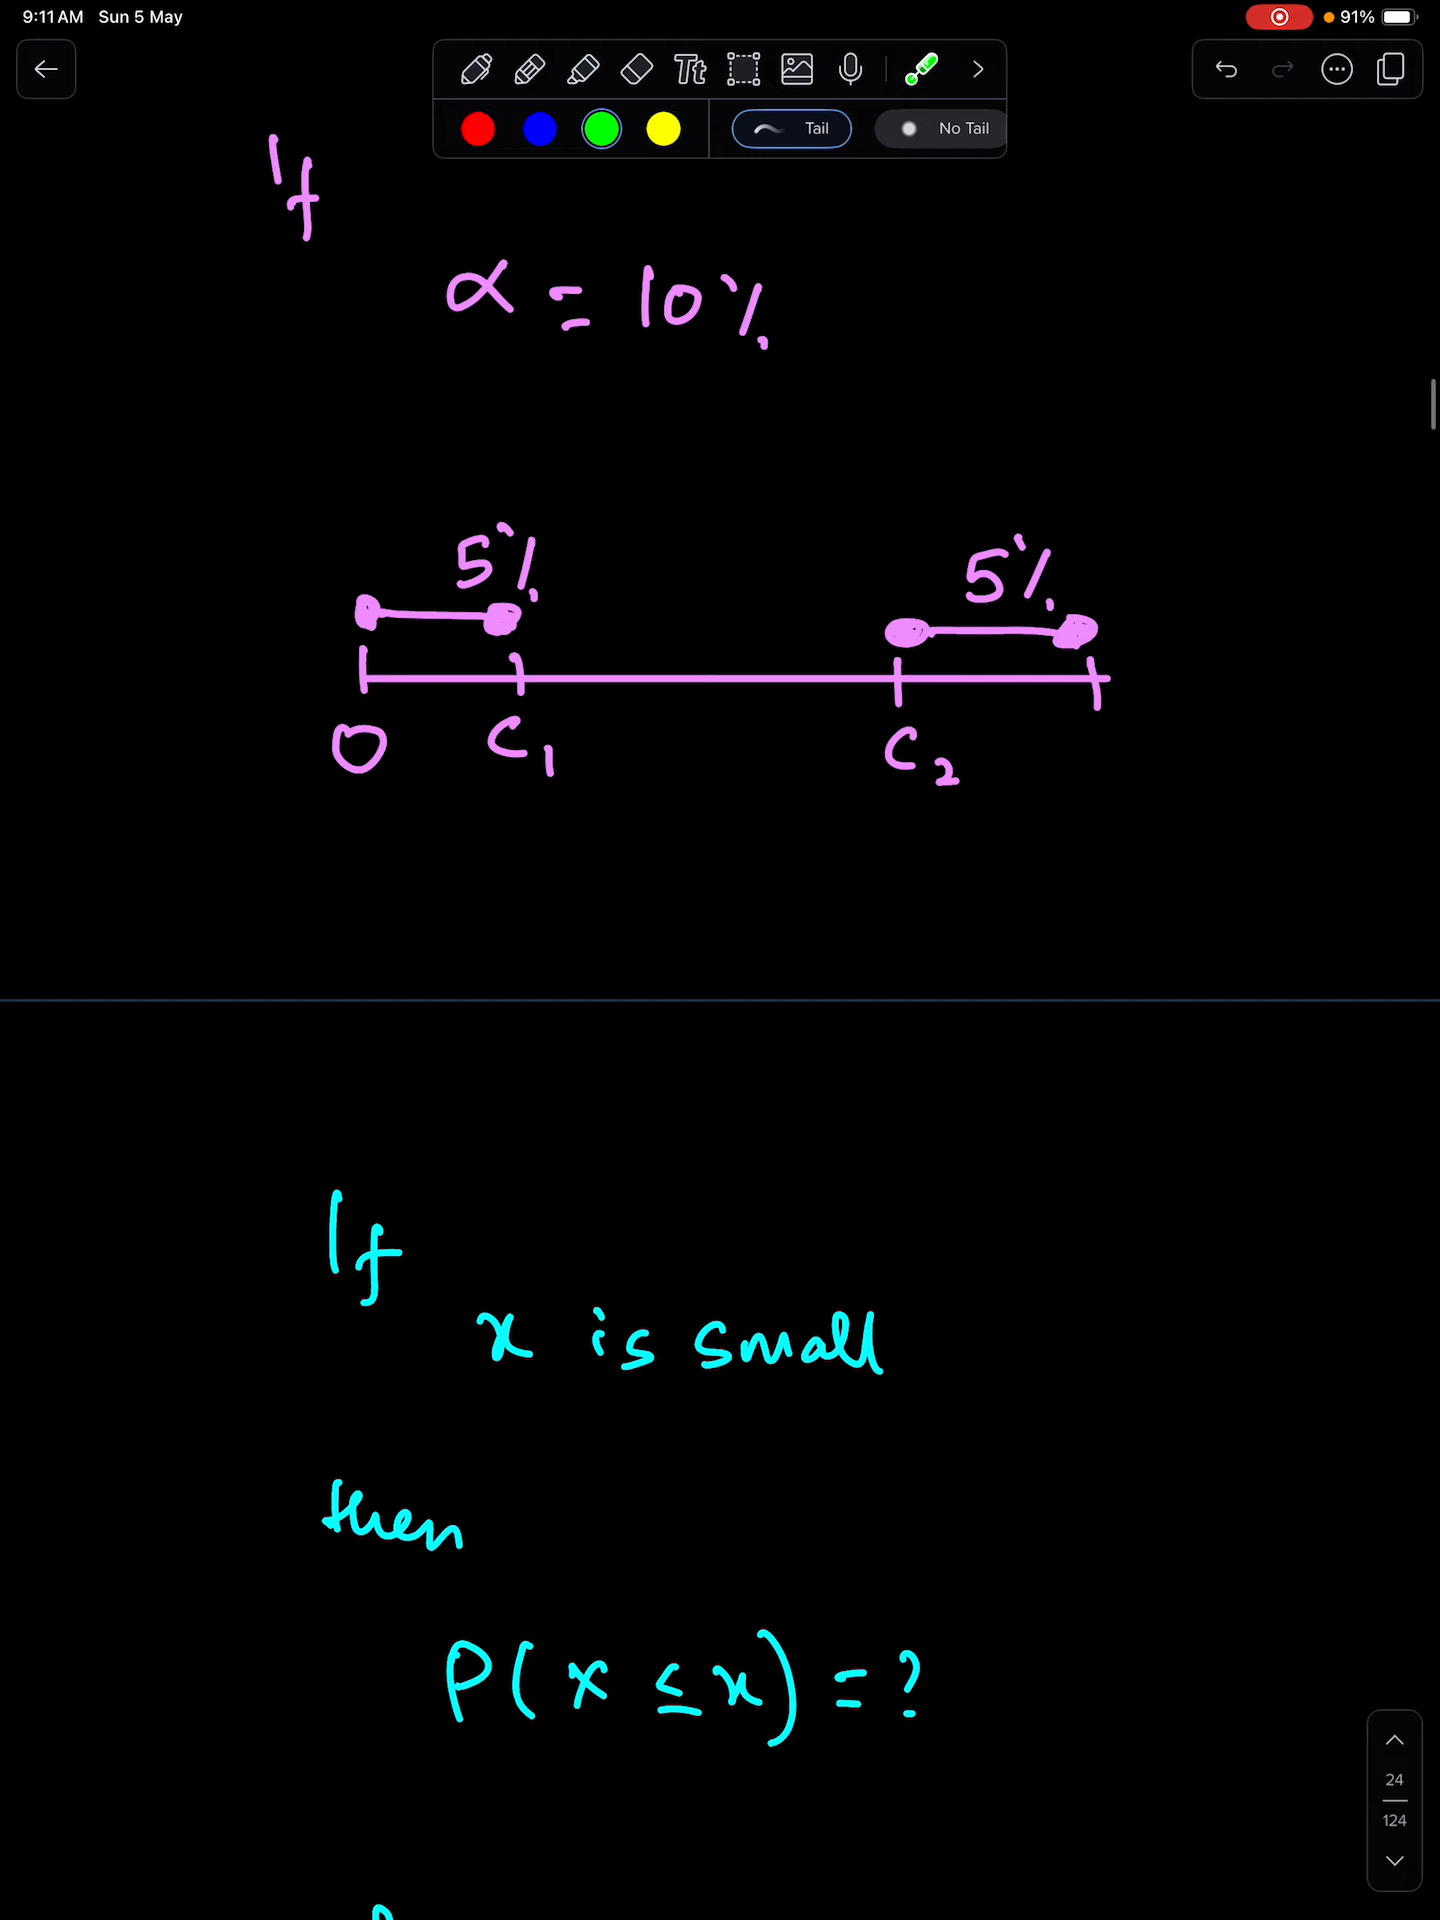 9:11 AM Sun 5 May
91%
Tt
Tail
No Tail
If
α = 10%
5%
5%
0
C1
C2
If
x is small
then
P(X ≤ x) = ?
24
124